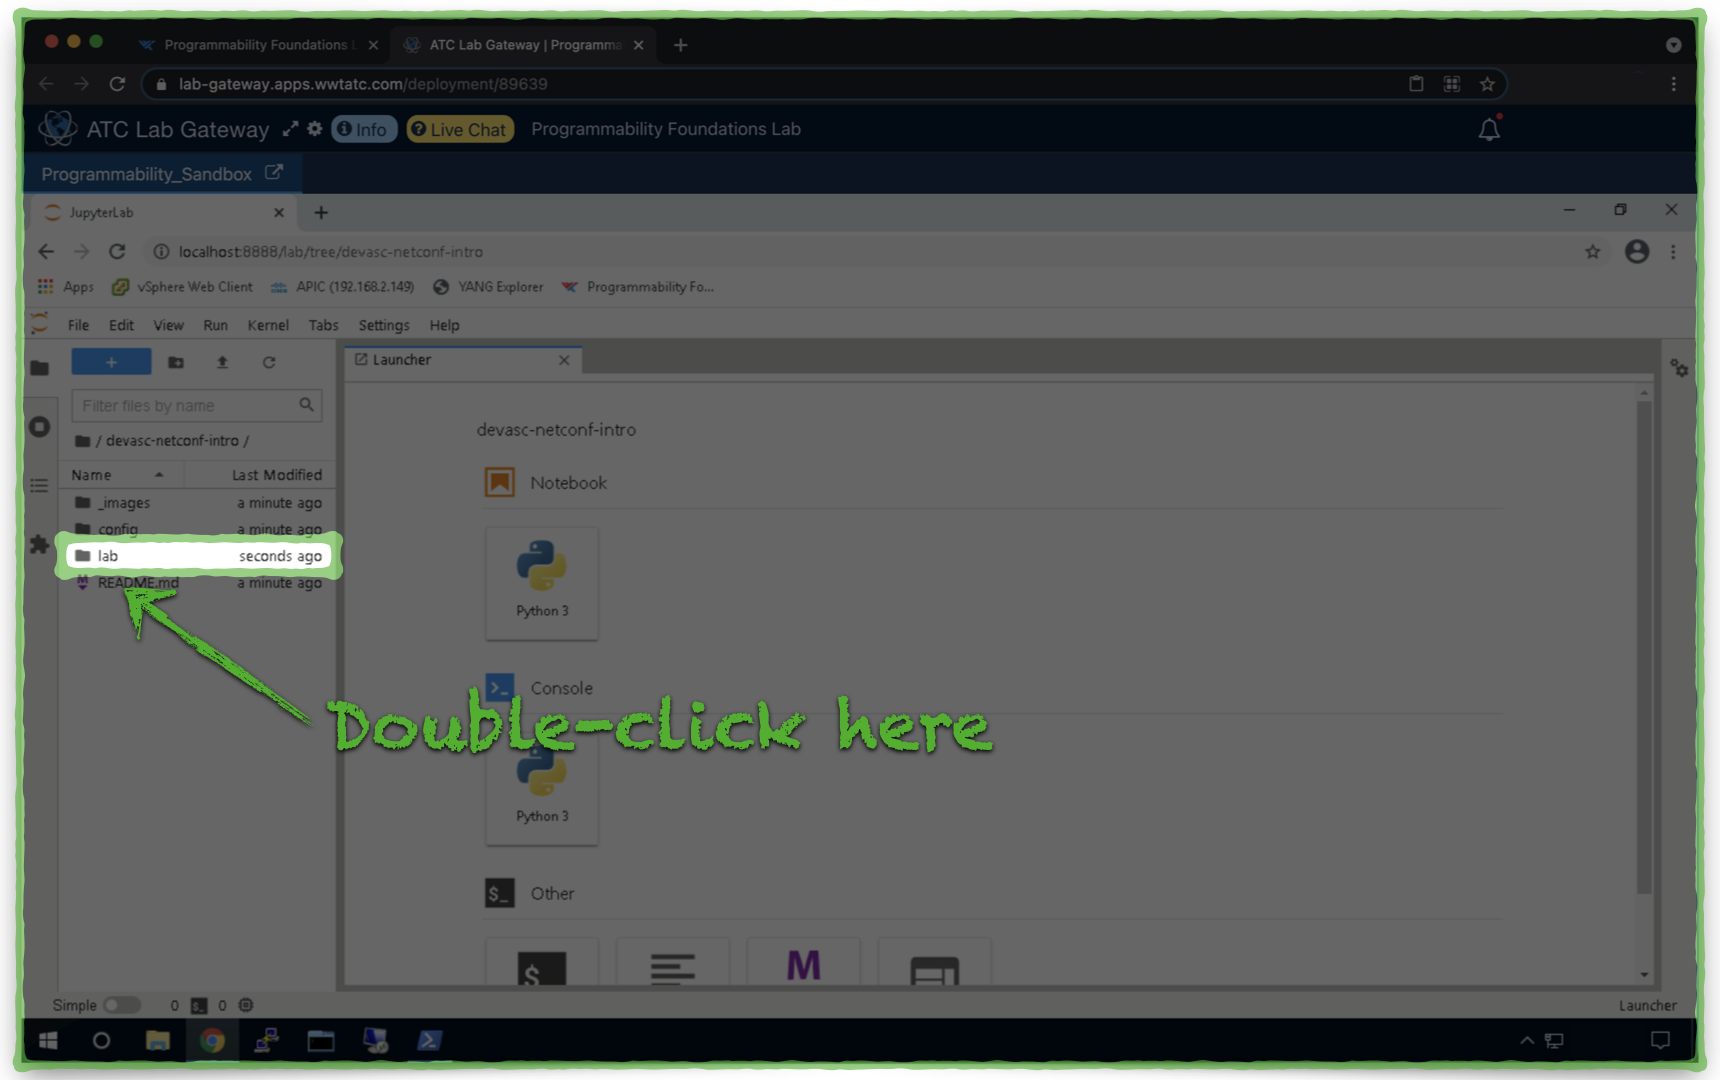 Programmability Foundations L
ATC Lab Gateway | Programma
lab-gateway.apps.wwtatc.com/deployment/89639
ATC Lab Gateway
Info
Live Chat
Programmability Foundations Lab
Programmability_Sandbox
JupyterLab
localhost:8888/lab/tree/devasc-netconf-intro
Apps
vSphere Web Client
APIC (192.168.2.149)
YANG Explorer
Programmability Fo...
File Edit View Run Kernel Tabs Settings Help
Launcher
Filter files by name
/ devasc-netconf-intro /
Name Last Modified
_images a minute ago
config a minute ago
lab seconds ago
README.md a minute ago
devasc-netconf-intro
Notebook
Python 3
Console
Double-click here
Python 3
$_ Other
$
M
Simple 0 $_ 0
Launcher